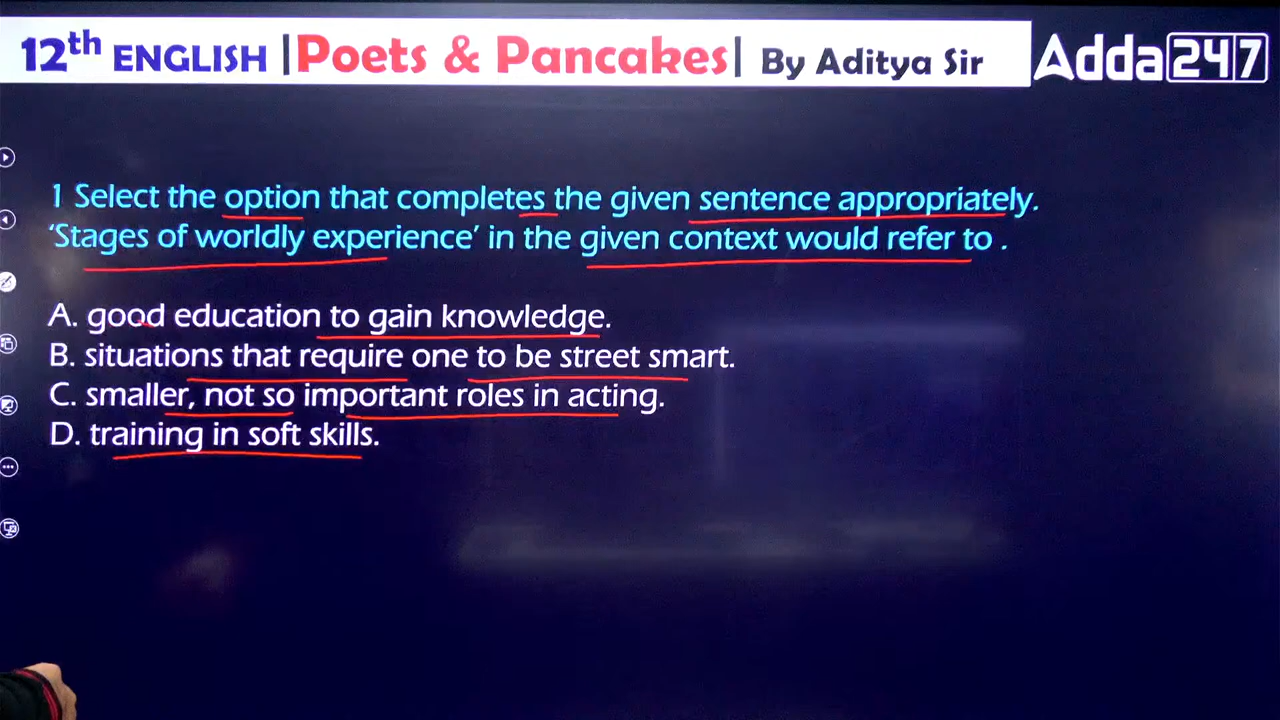 12th ENGLISH |Poets & Pancakes| By Aditya Sir
Adda247
1 Select the option that completes the given sentence appropriately.
‘Stages of worldly experience’ in the given context would refer to .
A. good education to gain knowledge.
B. situations that require one to be street smart.
C. smaller, not so important roles in acting.
D. training in soft skills.